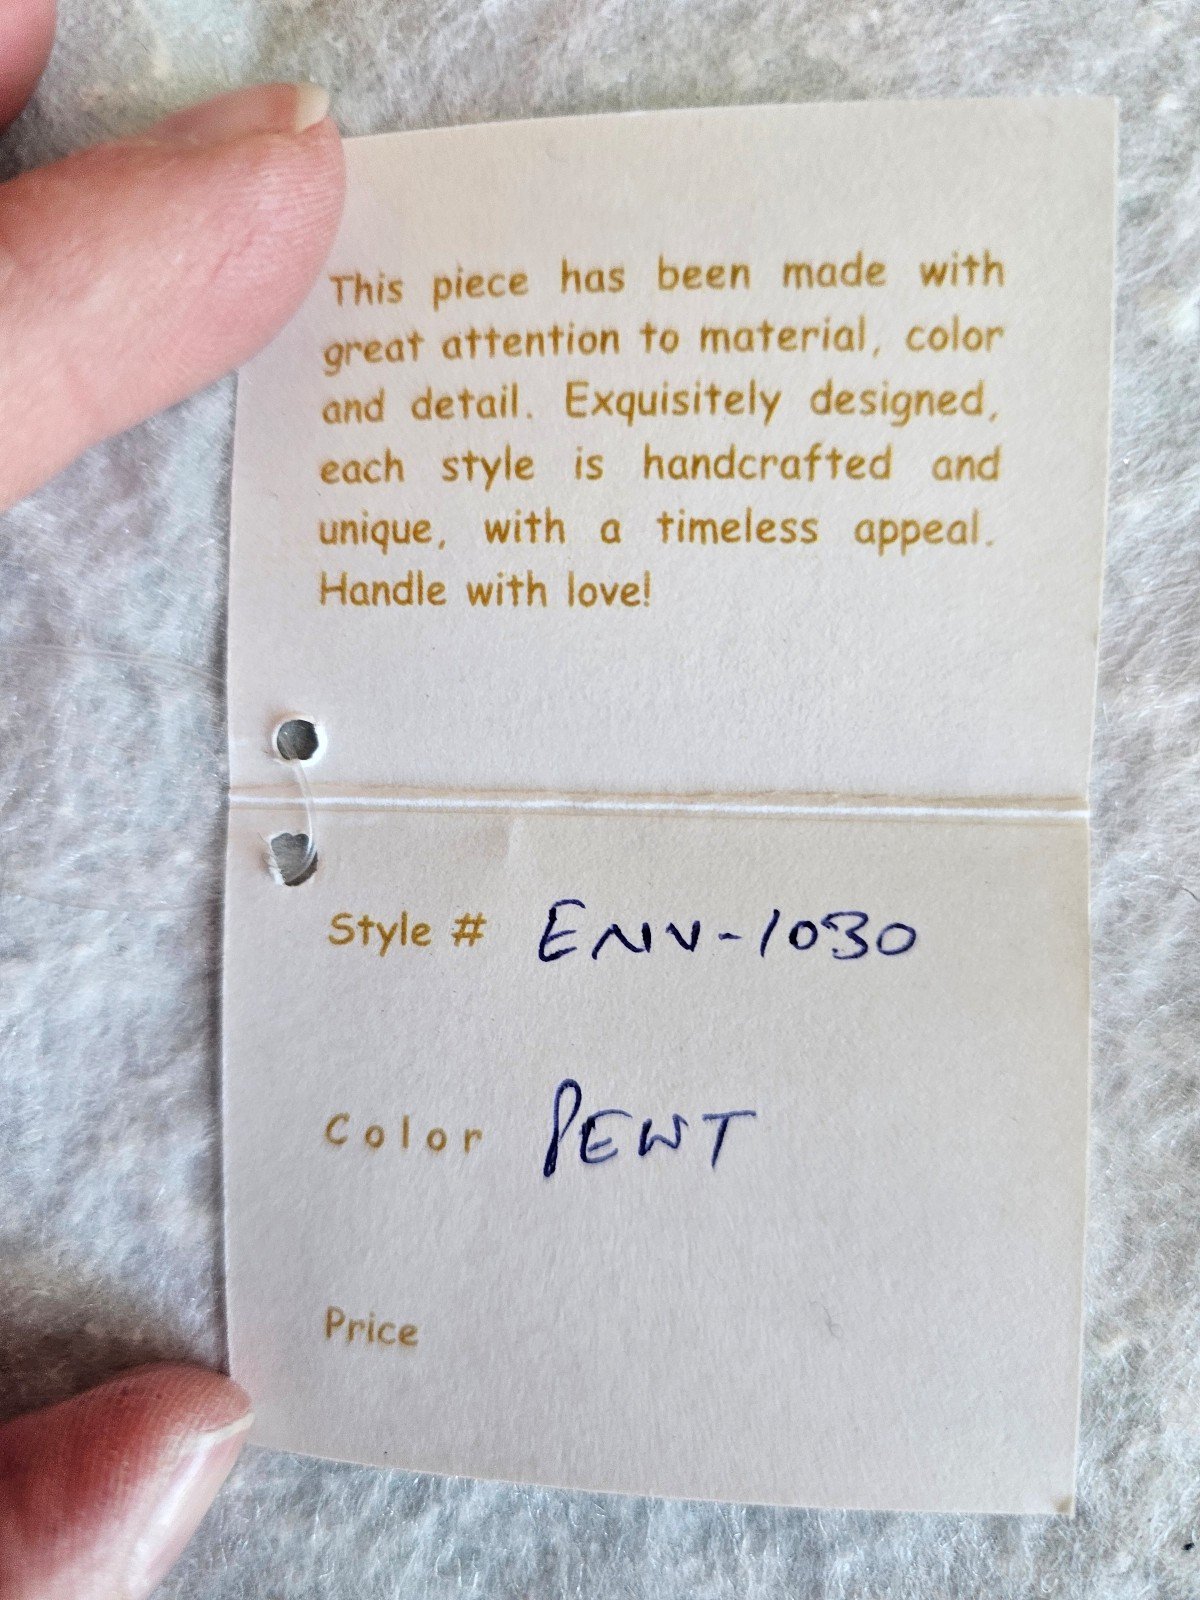 This piece has been made with
great attention to material, color
and detail. Exquisitely designed,
each style is handcrafted and
unique, with a timeless appeal.
Handle with love!
Style # ENV-1030
Color PEWT
Price